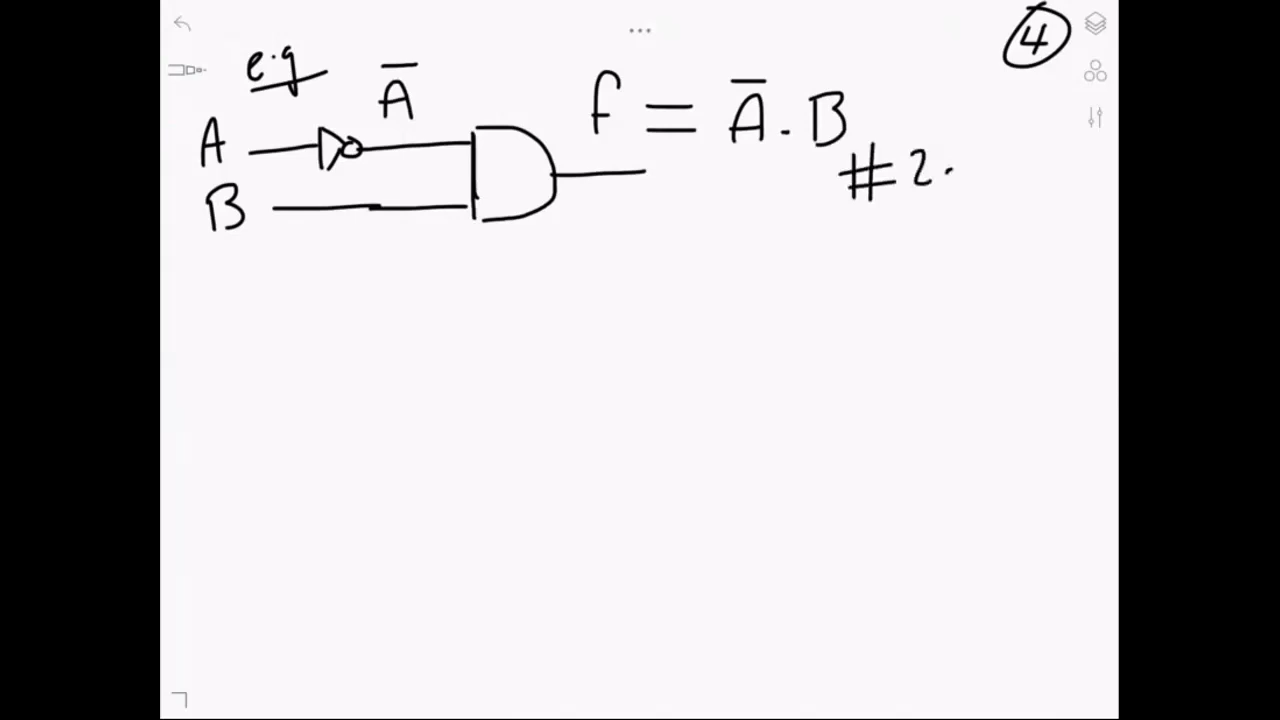 ④
e.g
A
Ā
B
f = Ā . B
#2.